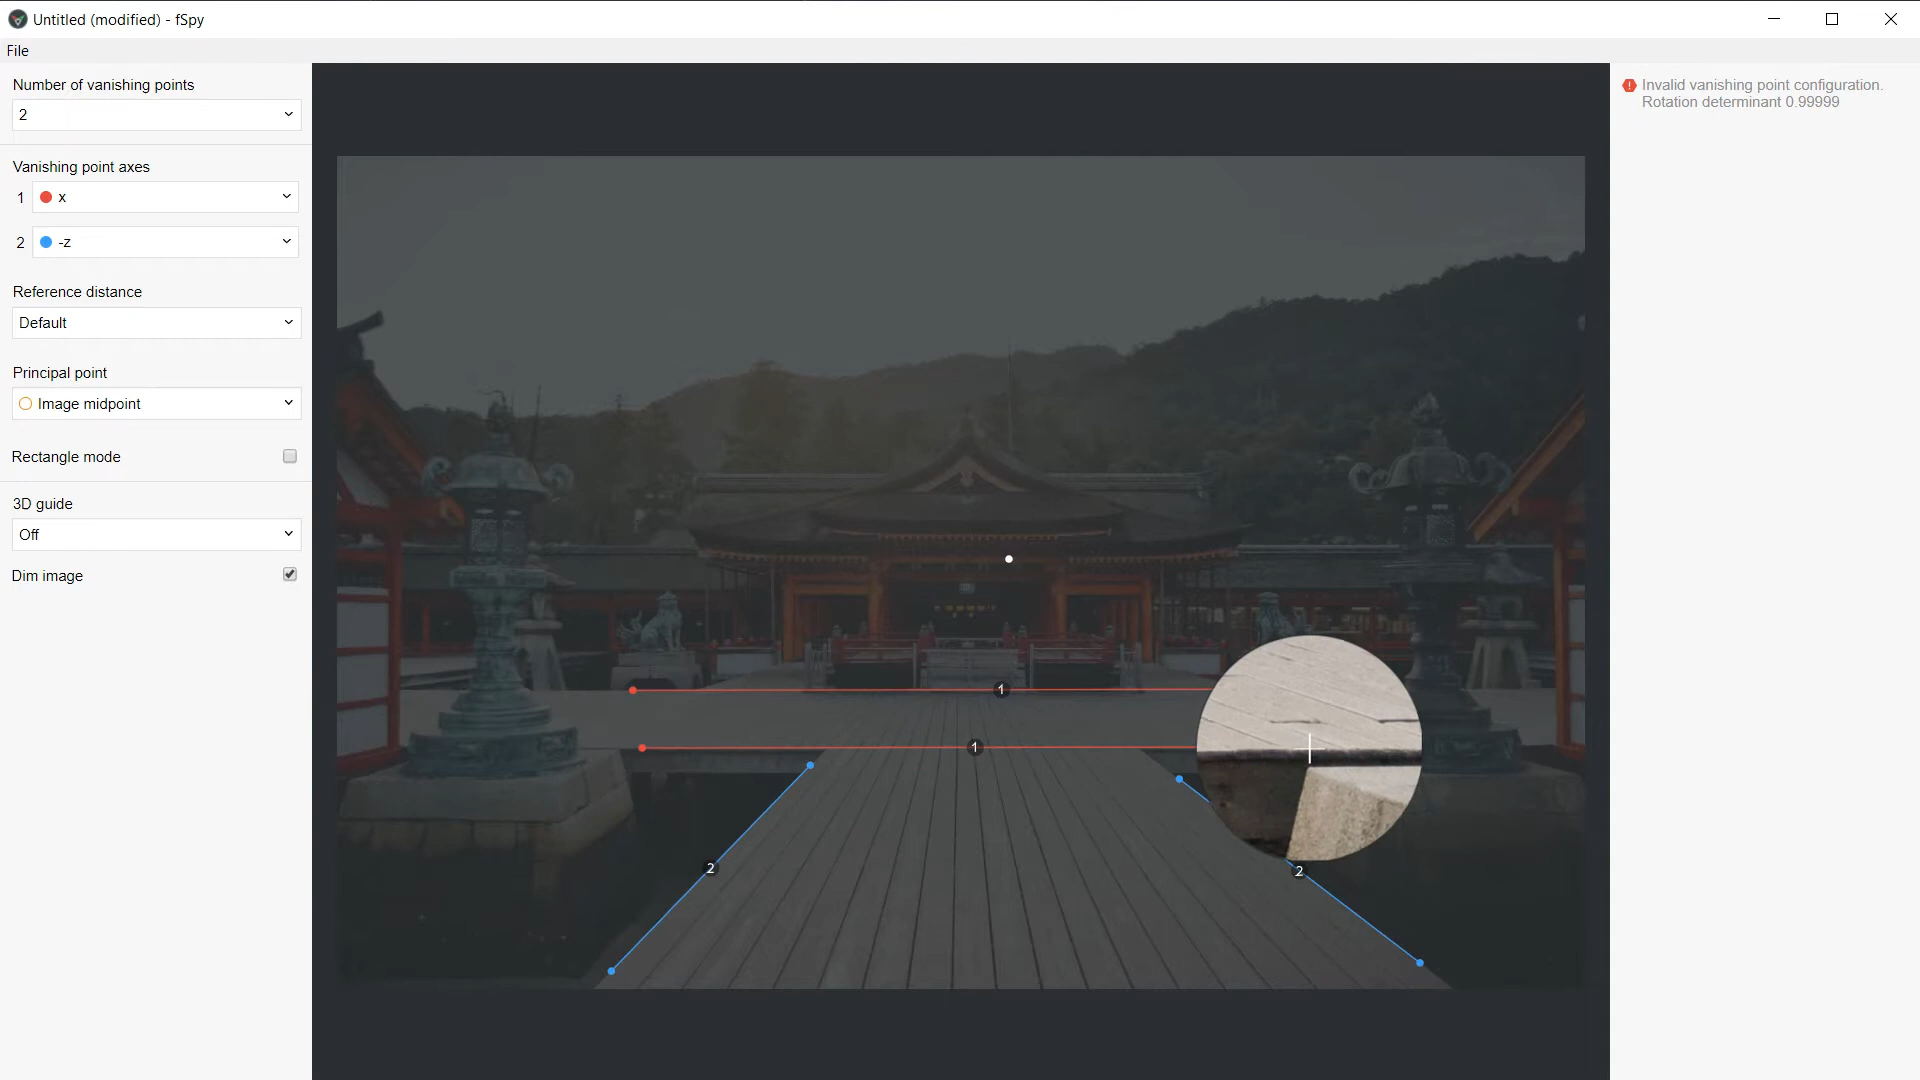 Untitled (modified) - fSpy
File
Number of vanishing points
2
Vanishing point axes
1 x
2 -z
Reference distance
Default
Principal point
Image midpoint
Rectangle mode
3D guide
Off
Dim image
1
1
2
2
Invalid vanishing point configuration.
Rotation determinant 0.99999